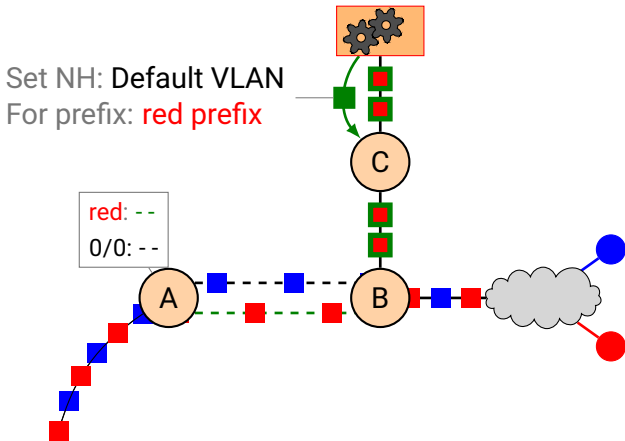 Set NH: Default VLAN
For prefix: red prefix
C
red: - -
0/0: - -
A
B